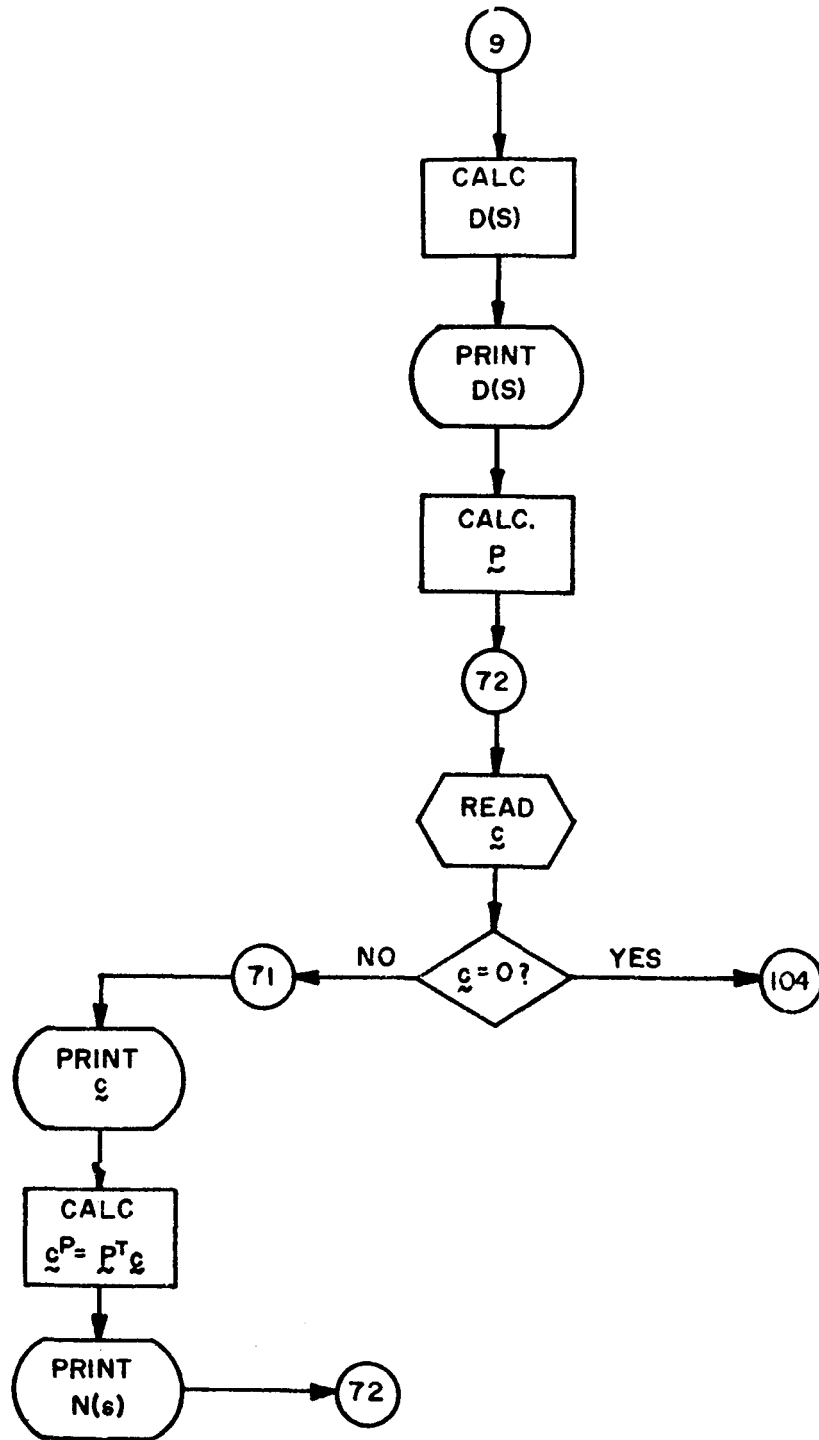 9
CALC
D(S)
PRINT
D(S)
CALC.
P
72
READ
c
c = 0 ?
NO
YES
71
104
PRINT
c
CALC
c^P = P^T c
PRINT
N(s)
72